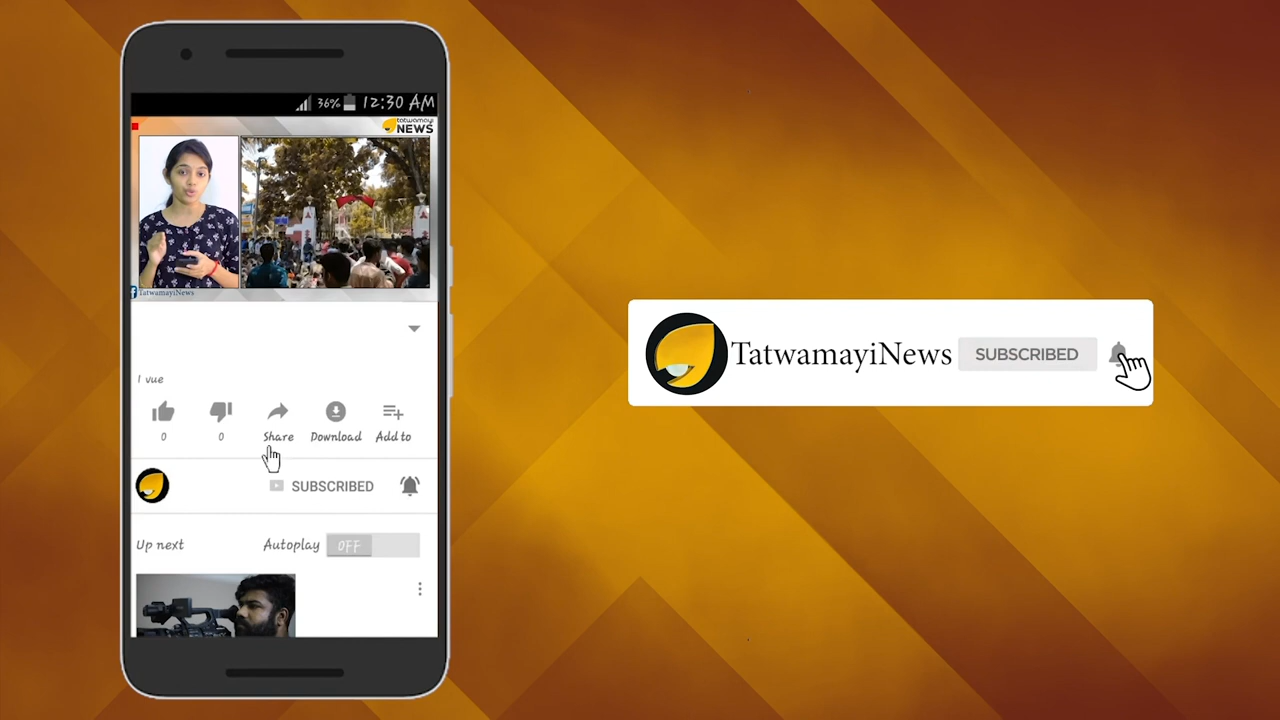 36% 12:30 AM
tatwamayi
NEWS
TatwamayiNews
1 vue
0 0 Share Download Add to
SUBSCRIBED
Up next Autoplay OFF
TatwamayiNews SUBSCRIBED